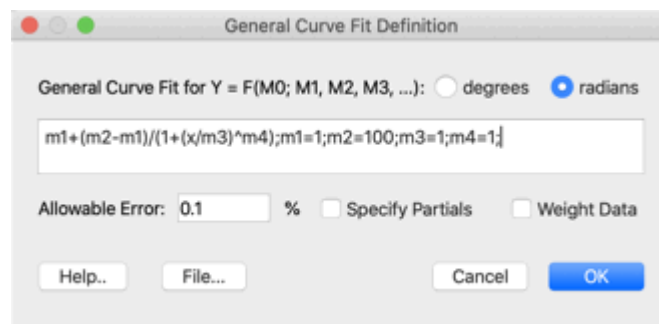 General Curve Fit Definition
General Curve Fit for Y = F(M0; M1, M2, M3, ...): degrees radians
m1+(m2-m1)/(1+(x/m3)^m4);m1=1;m2=100;m3=1;m4=1;
Allowable Error: 0.1 % Specify Partials Weight Data
Help.. File... Cancel OK